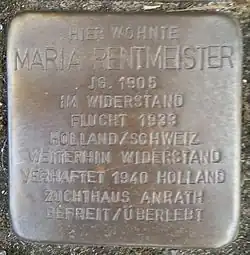 HIER WOHNTE
MARIA RENTMEISTER
JG. 1905
IM WIDERSTAND
FLUCHT 1933
HOLLAND/SCHWEIZ
WEITERHIN WIDERSTAND
VERHAFTET 1940 HOLLAND
ZUCHTHAUS ANRATH
BEFREIT/ÜBERLEBT